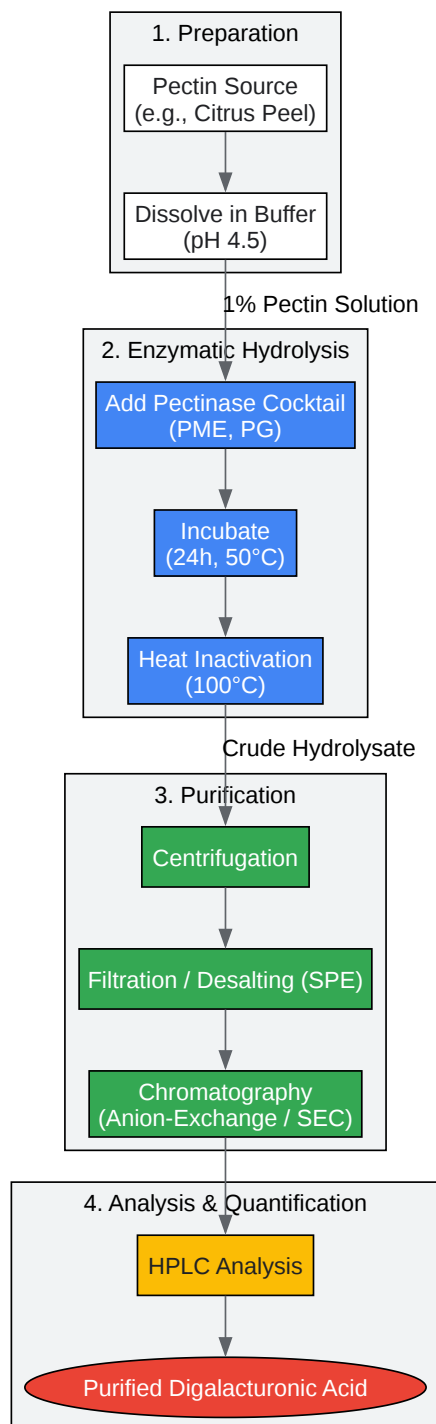 1. Preparation
Pectin Source
(e.g., Citrus Peel)
Dissolve in Buffer
(pH 4.5)
1% Pectin Solution
2. Enzymatic Hydrolysis
Add Pectinase Cocktail
(PME, PG)
Incubate
(24h, 50°C)
Heat Inactivation
(100°C)
Crude Hydrolysate
3. Purification
Centrifugation
Filtration / Desalting (SPE)
Chromatography
(Anion-Exchange / SEC)
4. Analysis & Quantification
HPLC Analysis
Purified Digalacturonic Acid